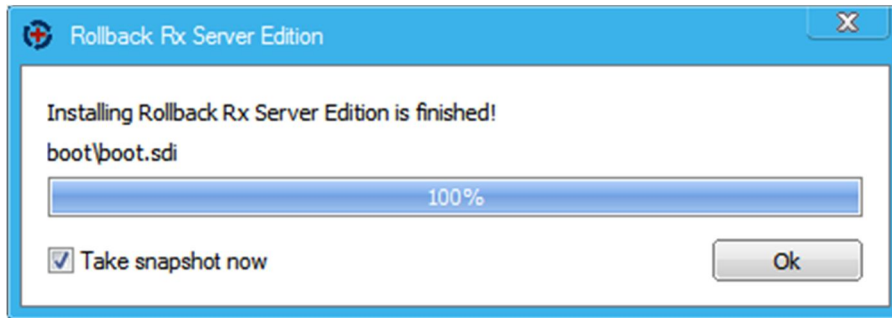 Rollback Rx Server Edition
Installing Rollback Rx Server Edition is finished!
boot\boot.sdi
100%
Take snapshot now
Ok